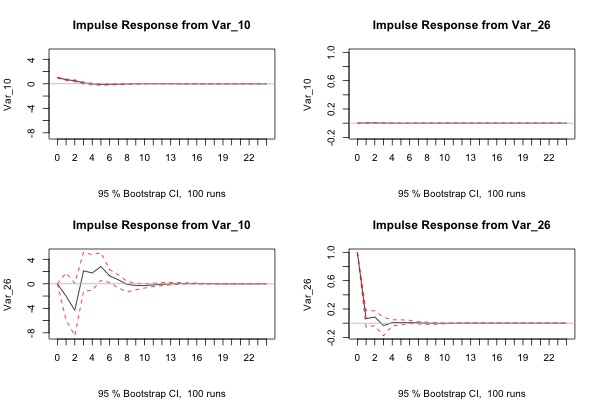 Impulse Response from Var_10
Var_10
4
0
-4
-8
0 2 4 6 8 10 13 16 19 22
95 % Bootstrap CI, 100 runs
Impulse Response from Var_26
Var_10
1.0
0.6
0.2
-0.2
0 2 4 6 8 10 13 16 19 22
95 % Bootstrap CI, 100 runs
Impulse Response from Var_10
Var_26
4
0
-4
-8
0 2 4 6 8 10 13 16 19 22
95 % Bootstrap CI, 100 runs
Impulse Response from Var_26
Var_26
1.0
0.6
0.2
-0.2
0 2 4 6 8 10 13 16 19 22
95 % Bootstrap CI, 100 runs